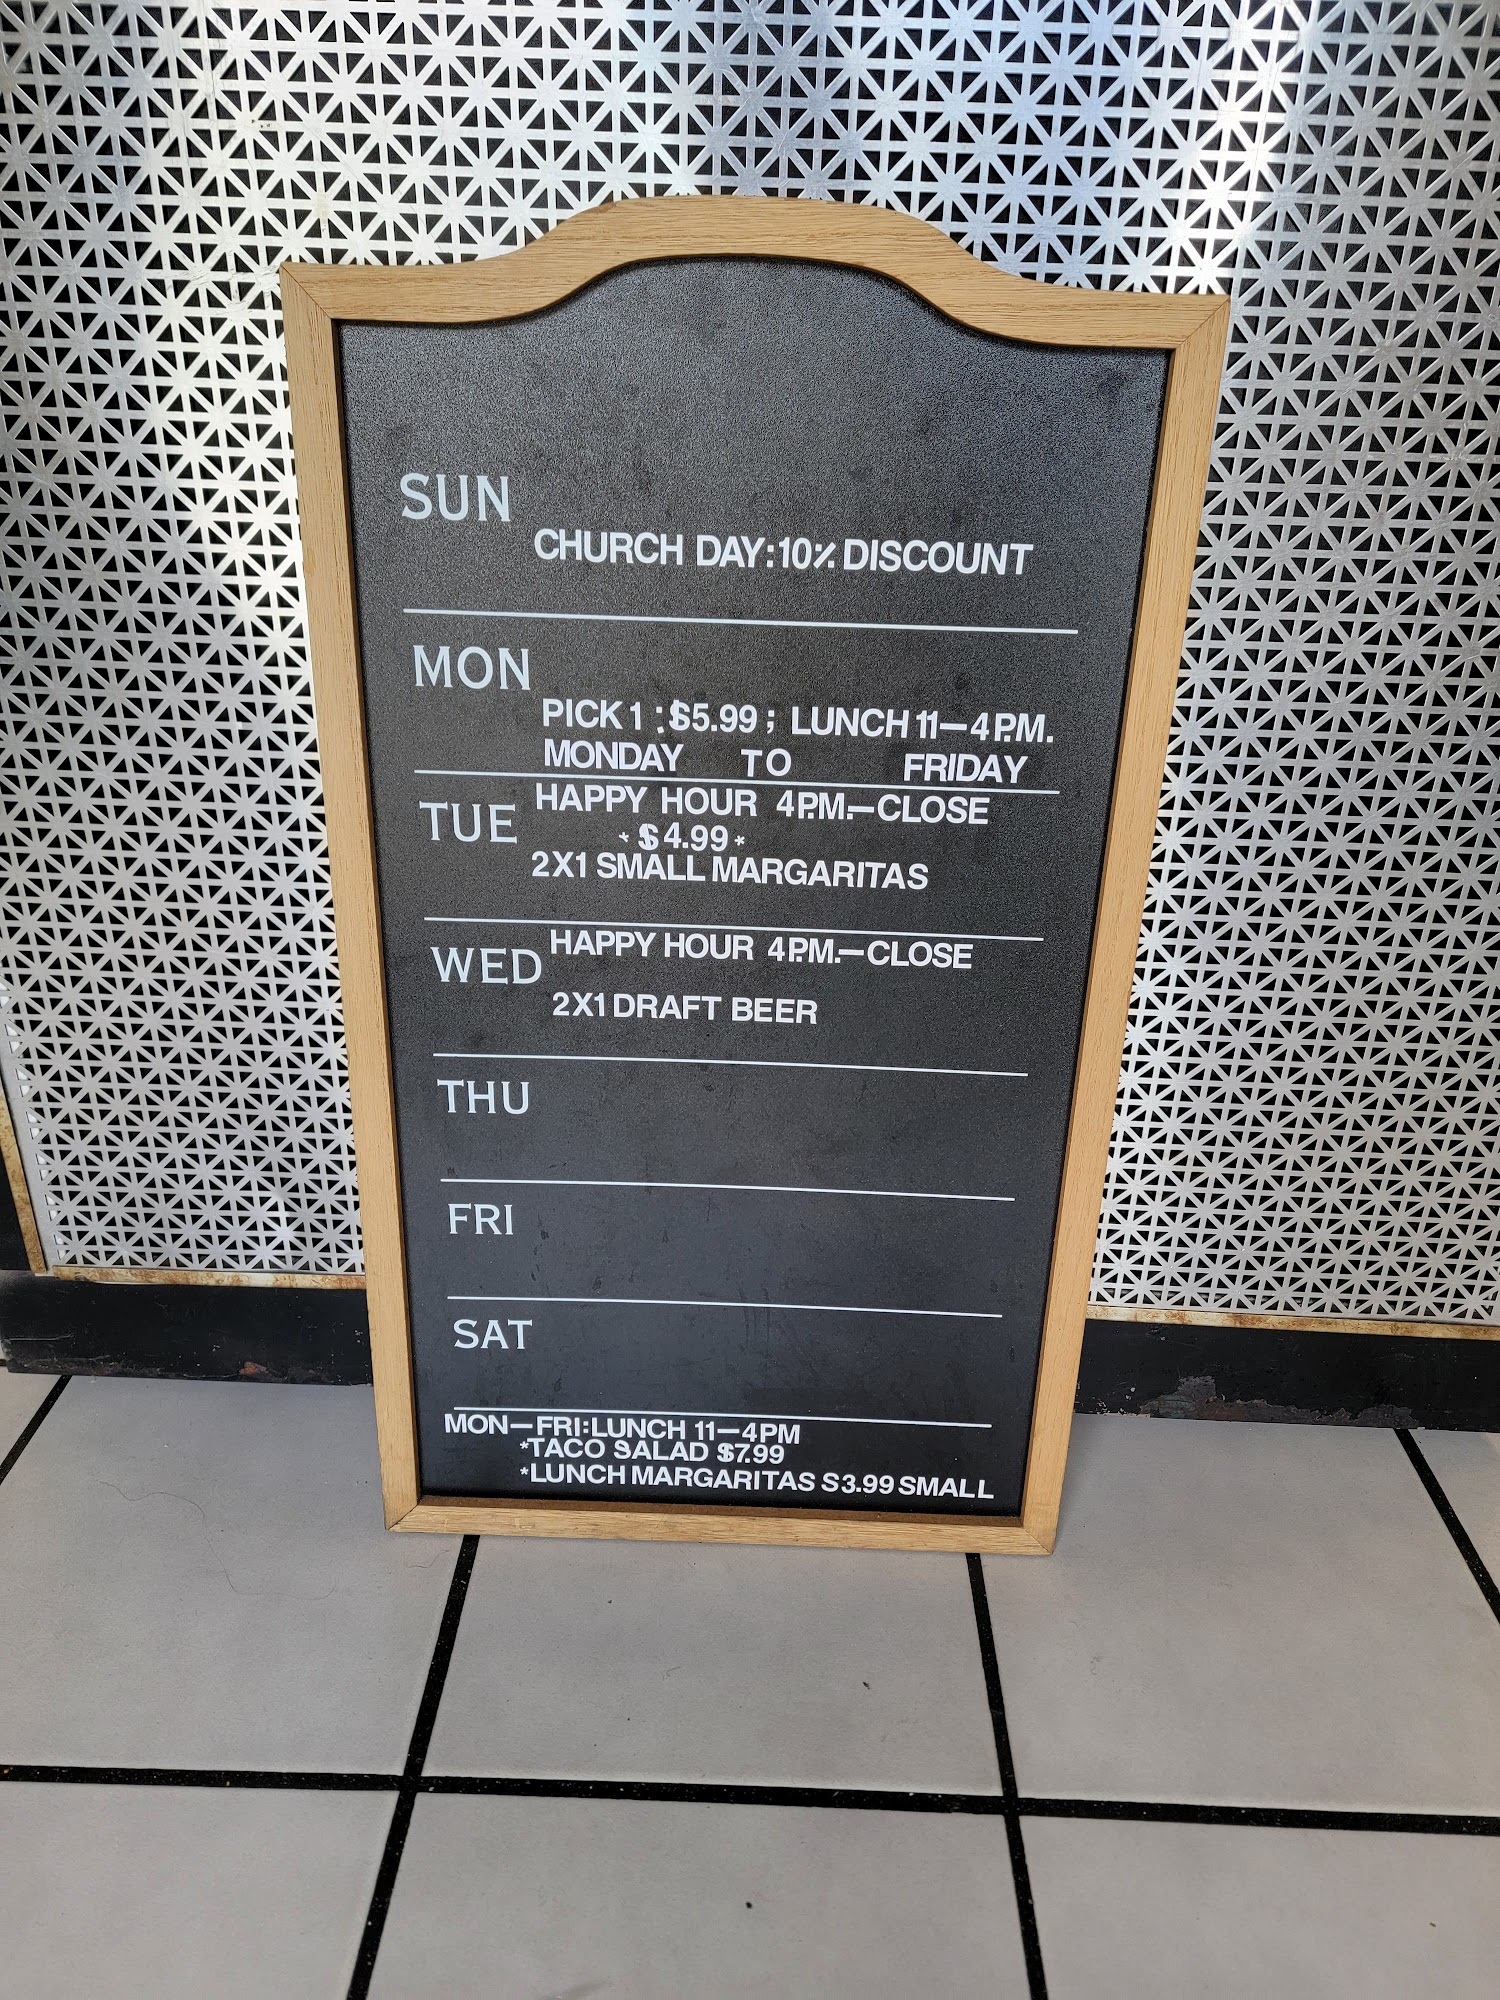 SUN
CHURCH DAY:10% DISCOUNT
MON
PICK 1 :$5.99 ; LUNCH 11—4P.M.
MONDAY TO FRIDAY
TUE
HAPPY HOUR 4P.M.—CLOSE
* $4.99 *
2X1 SMALL MARGARITAS
WED
HAPPY HOUR 4P.M.—CLOSE
2X1 DRAFT BEER
THU
FRI
SAT
MON—FRI:LUNCH 11—4PM
*TACO SALAD $7.99
*LUNCH MARGARITAS S3.99 SMALL